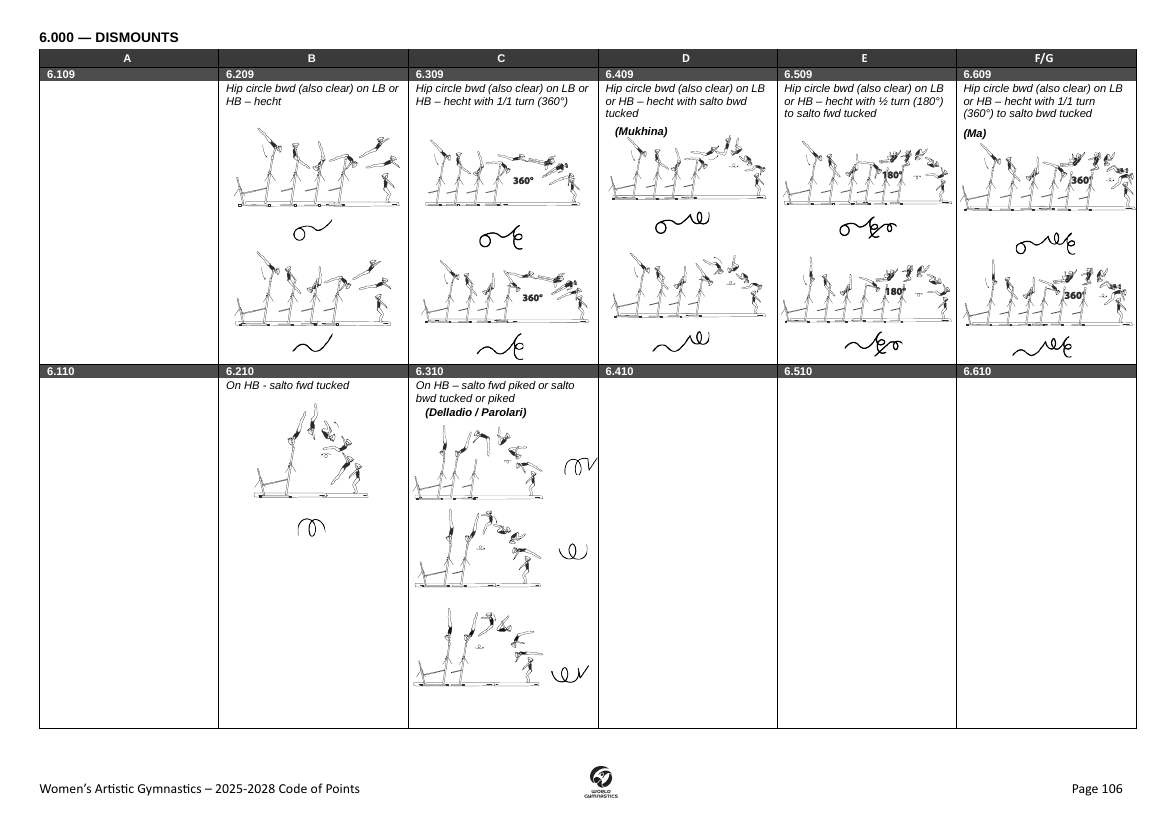 6.000 — DISMOUNTS
A B C D E F/G
6.109 6.209 6.309 6.409 6.509 6.609
Hip circle bwd (also clear) on LB or
HB – hecht
Hip circle bwd (also clear) on LB or
HB – hecht with 1/1 turn (360°)
360°
360°
Hip circle bwd (also clear) on LB
or HB – hecht with salto bwd
tucked
(Mukhina)
Hip circle bwd (also clear) on LB
or HB – hecht with ½ turn (180°)
to salto fwd tucked
180°
180°
Hip circle bwd (also clear) on LB
or HB – hecht with 1/1 turn
(360°) to salto bwd tucked
(Ma)
360°
360°
6.110 6.210 6.310 6.410 6.510 6.610
On HB - salto fwd tucked
On HB – salto fwd piked or salto
bwd tucked or piked
(Delladio / Parolari)
Women's Artistic Gymnastics – 2025-2028 Code of Points
WORLD
GYMNASTICS
Page 106